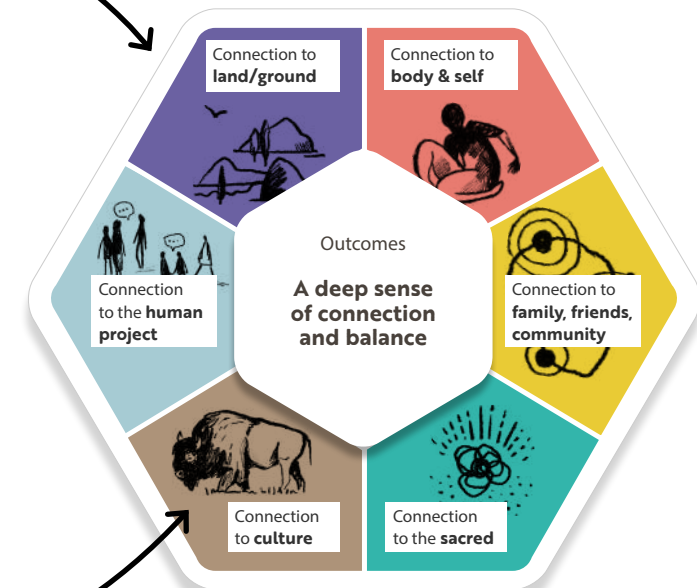 Connection to
land/ground
Connection to
body & self
Connection
to the human
project
Outcomes
A deep sense
of connection
and balance
Connection to
family, friends,
community
Connection
to culture
Connection
to the sacred